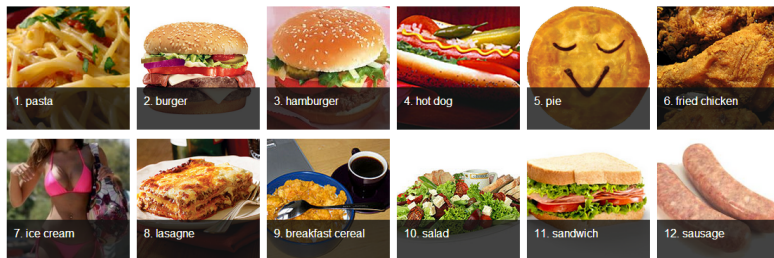 1. pasta
2. burger
3. hamburger
4. hot dog
5. pie
6. fried chicken
7. ice cream
8. lasagne
9. breakfast cereal
10. salad
11. sandwich
12. sausage